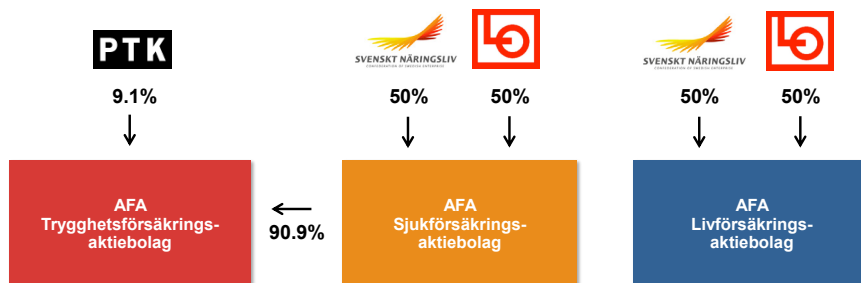 PTK
SVENSKT NÄRINGSLIV
CONFEDERATION OF SWEDISH ENTERPRISE
LO
SVENSKT NÄRINGSLIV
CONFEDERATION OF SWEDISH ENTERPRISE
LO
9.1%
50%
50%
50%
50%
AFA
Trygghetsförsäkrings-
aktiebolag
90.9%
AFA
Sjukförsäkrings-
aktiebolag
AFA
Livförsäkrings-
aktiebolag